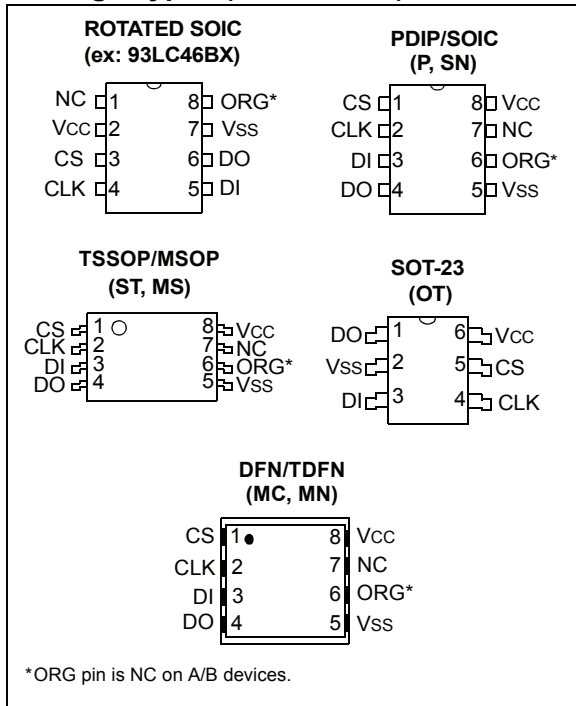 ROTATED SOIC
(ex: 93LC46BX)
NC 1 8 ORG*
VCC 2 7 VSS
CS 3 6 DO
CLK 4 5 DI
PDIP/SOIC
(P, SN)
CS 1 8 VCC
CLK 2 7 NC
DI 3 6 ORG*
DO 4 5 VSS
TSSOP/MSOP
(ST, MS)
CS 1 8 VCC
CLK 2 7 NC
DI 3 6 ORG*
DO 4 5 VSS
SOT-23
(OT)
DO 1 6 VCC
VSS 2 5 CS
DI 3 4 CLK
DFN/TDFN
(MC, MN)
CS 1 8 VCC
CLK 2 7 NC
DI 3 6 ORG*
DO 4 5 VSS
*ORG pin is NC on A/B devices.